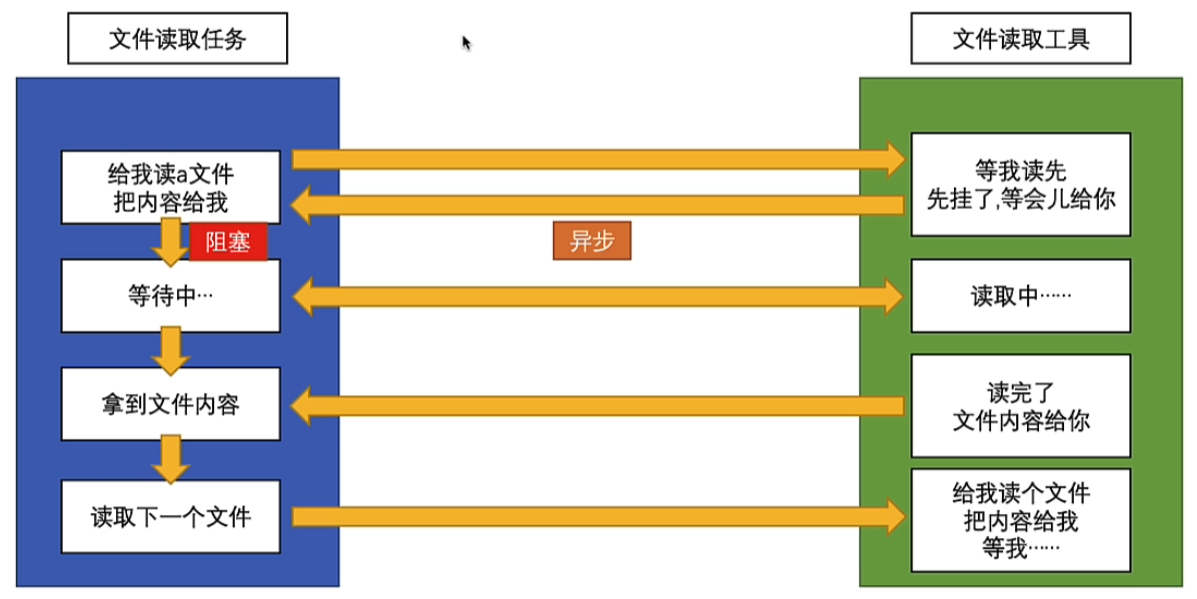 文件读取任务
文件读取工具
给我读a文件
把内容给我
等我读先
先挂了,等会儿给你
阻塞
异步
等待中…
读取中……
拿到文件内容
读完了
文件内容给你
读取下一个文件
给我读个文件
把内容给我
等我……